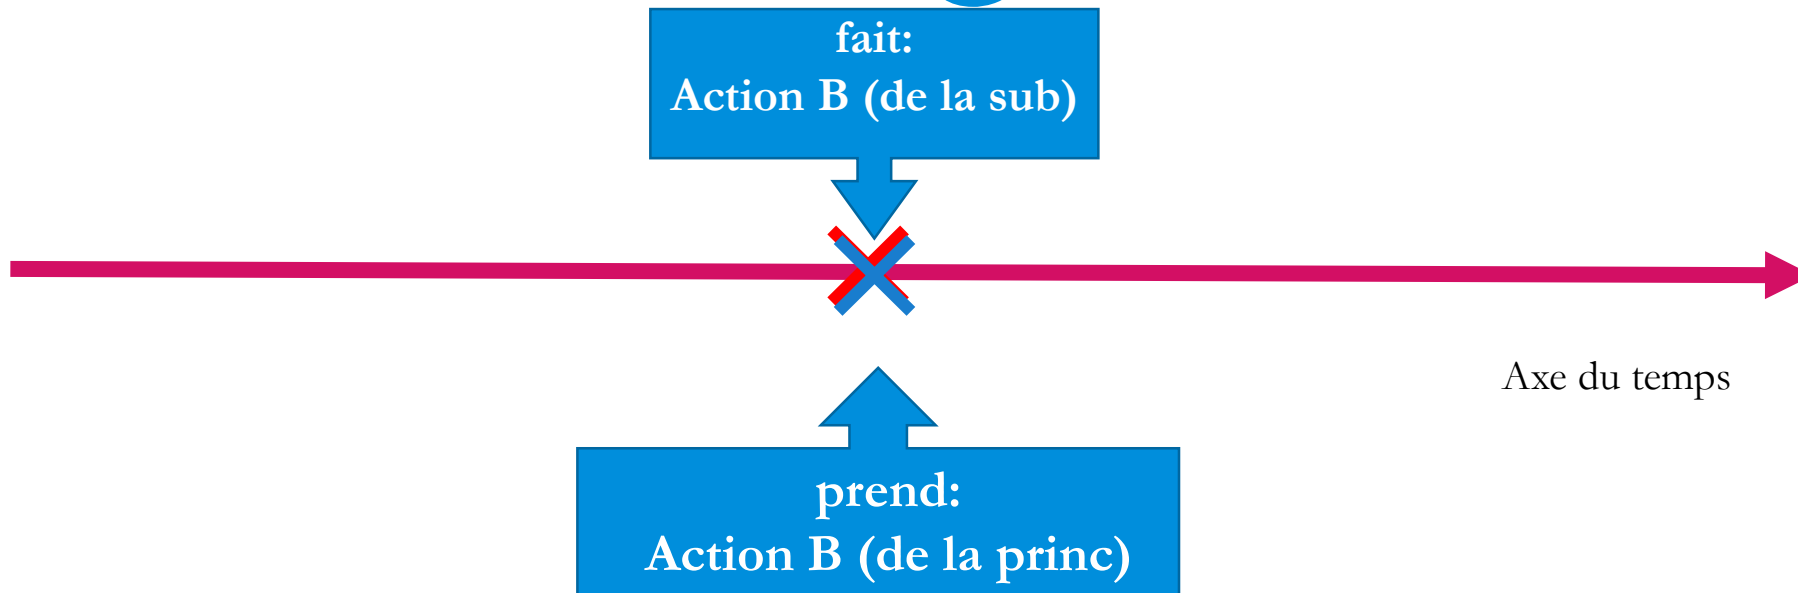 fait:
Action B (de la sub)
Axe du temps
prend:
Action B (de la princ)